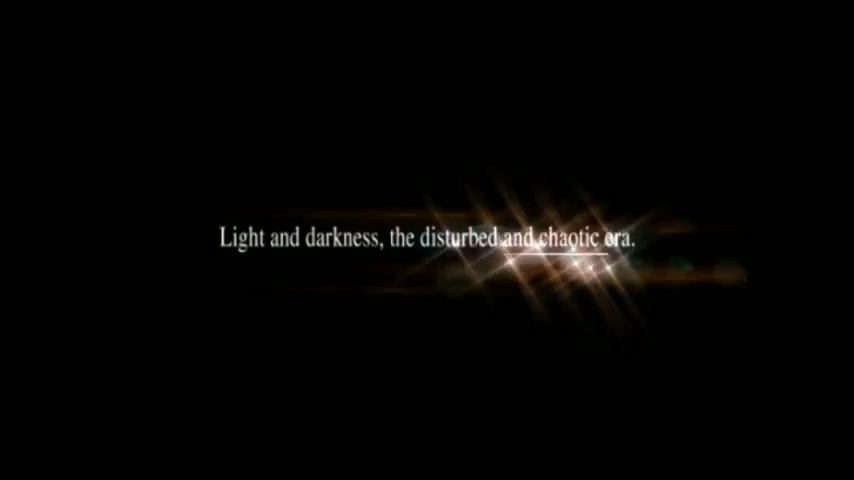 Light and darkness, the disturbed and chaotic era.